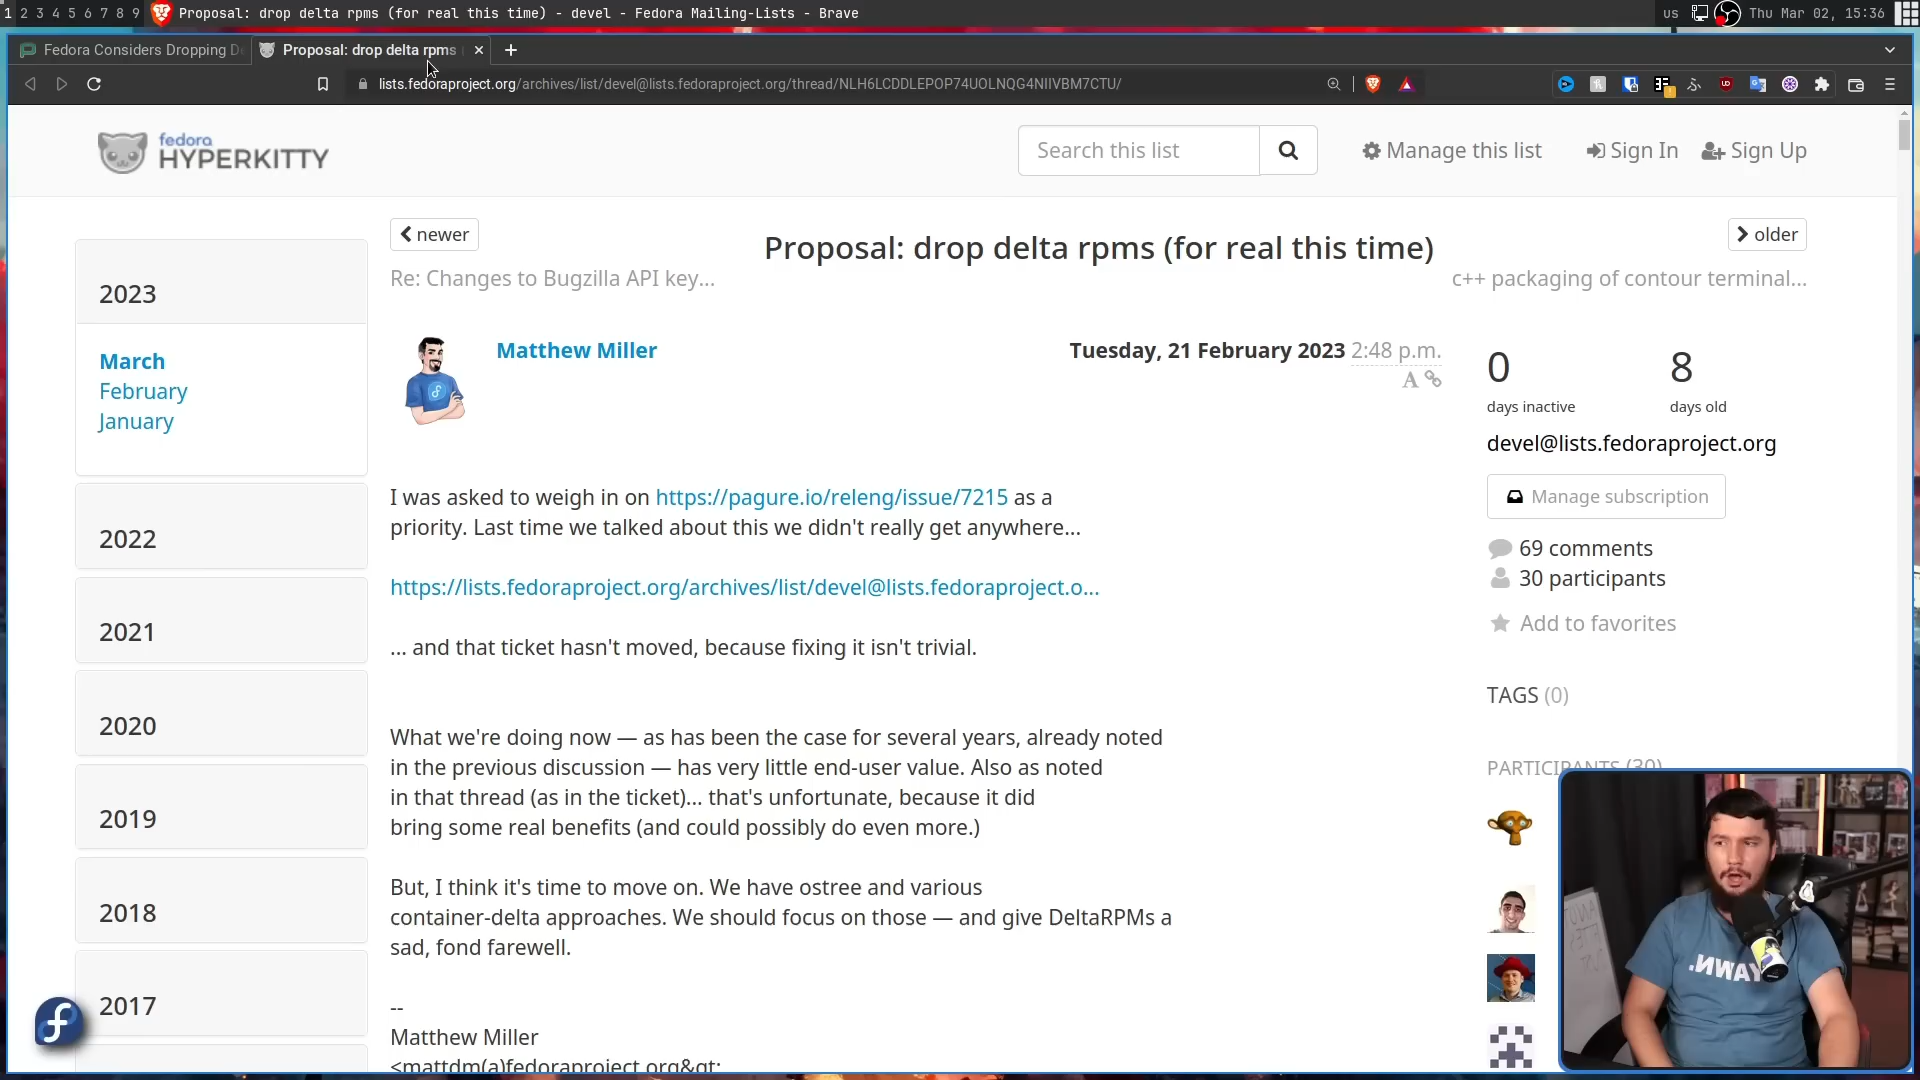 1 2 3 4 5 6 7 8 9 Proposal: drop delta rpms (for real this time) - devel - Fedora Mailing-Lists - Brave
us Thu Mar 02, 15:36
Fedora Considers Dropping De
Proposal: drop delta rpms
lists.fedoraproject.org/archives/list/devel@lists.fedoraproject.org/thread/NLH6LCDDLEPOP74UOLNQG4NIIVBM7CTU/
fedora
HYPERKITTY
Search this list
Manage this list
Sign In
Sign Up
newer
Proposal: drop delta rpms (for real this time)
older
Re: Changes to Bugzilla API key...
c++ packaging of contour terminal...
2023
March
February
January
2022
2021
2020
2019
2018
2017
Matthew Miller
Tuesday, 21 February 2023 2:48 p.m.
A
I was asked to weigh in on https://pagure.io/releng/issue/7215 as a
priority. Last time we talked about this we didn't really get anywhere...
https://lists.fedoraproject.org/archives/list/devel@lists.fedoraproject.o...
... and that ticket hasn't moved, because fixing it isn't trivial.
What we're doing now — as has been the case for several years, already noted
in the previous discussion — has very little end-user value. Also as noted
in that thread (as in the ticket)... that's unfortunate, because it did
bring some real benefits (and could possibly do even more.)
But, I think it's time to move on. We have ostree and various
container-delta approaches. We should focus on those — and give DeltaRPMs a
sad, fond farewell.
--
Matthew Miller
<mattdm(a)fedoraproject.org&gt;
0
days inactive
8
days old
devel@lists.fedoraproject.org
Manage subscription
69 comments
30 participants
Add to favorites
TAGS (0)
PARTICIPANTS (30)